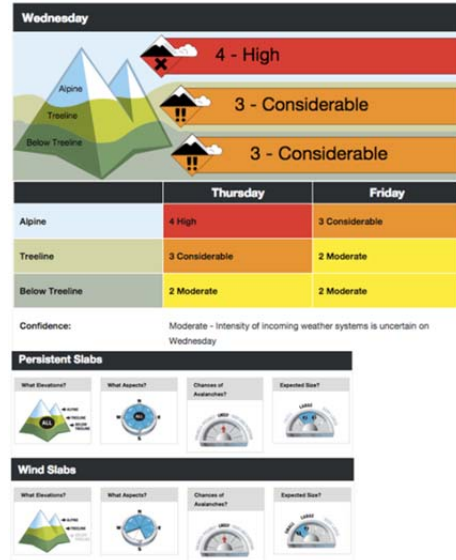 Wednesday
4 - High
Alpine
3 - Considerable
Treeline
Below Treeline
3 - Considerable
Thursday Friday
Alpine 4 High 3 Considerable
Treeline 3 Considerable 2 Moderate
Below Treeline 2 Moderate 2 Moderate
Confidence: Moderate - Intensity of incoming weather systems is uncertain on
Wednesday
Persistent Slabs
What Elevations? What Aspects? Chances of
Avalanches? Expected Size?
ALPINE
TREELINE
BELOW
TREELINE
ALL
Wind Slabs
What Elevations? What Aspects? Chances of
Avalanches? Expected Size?
ALPINE
TREELINE